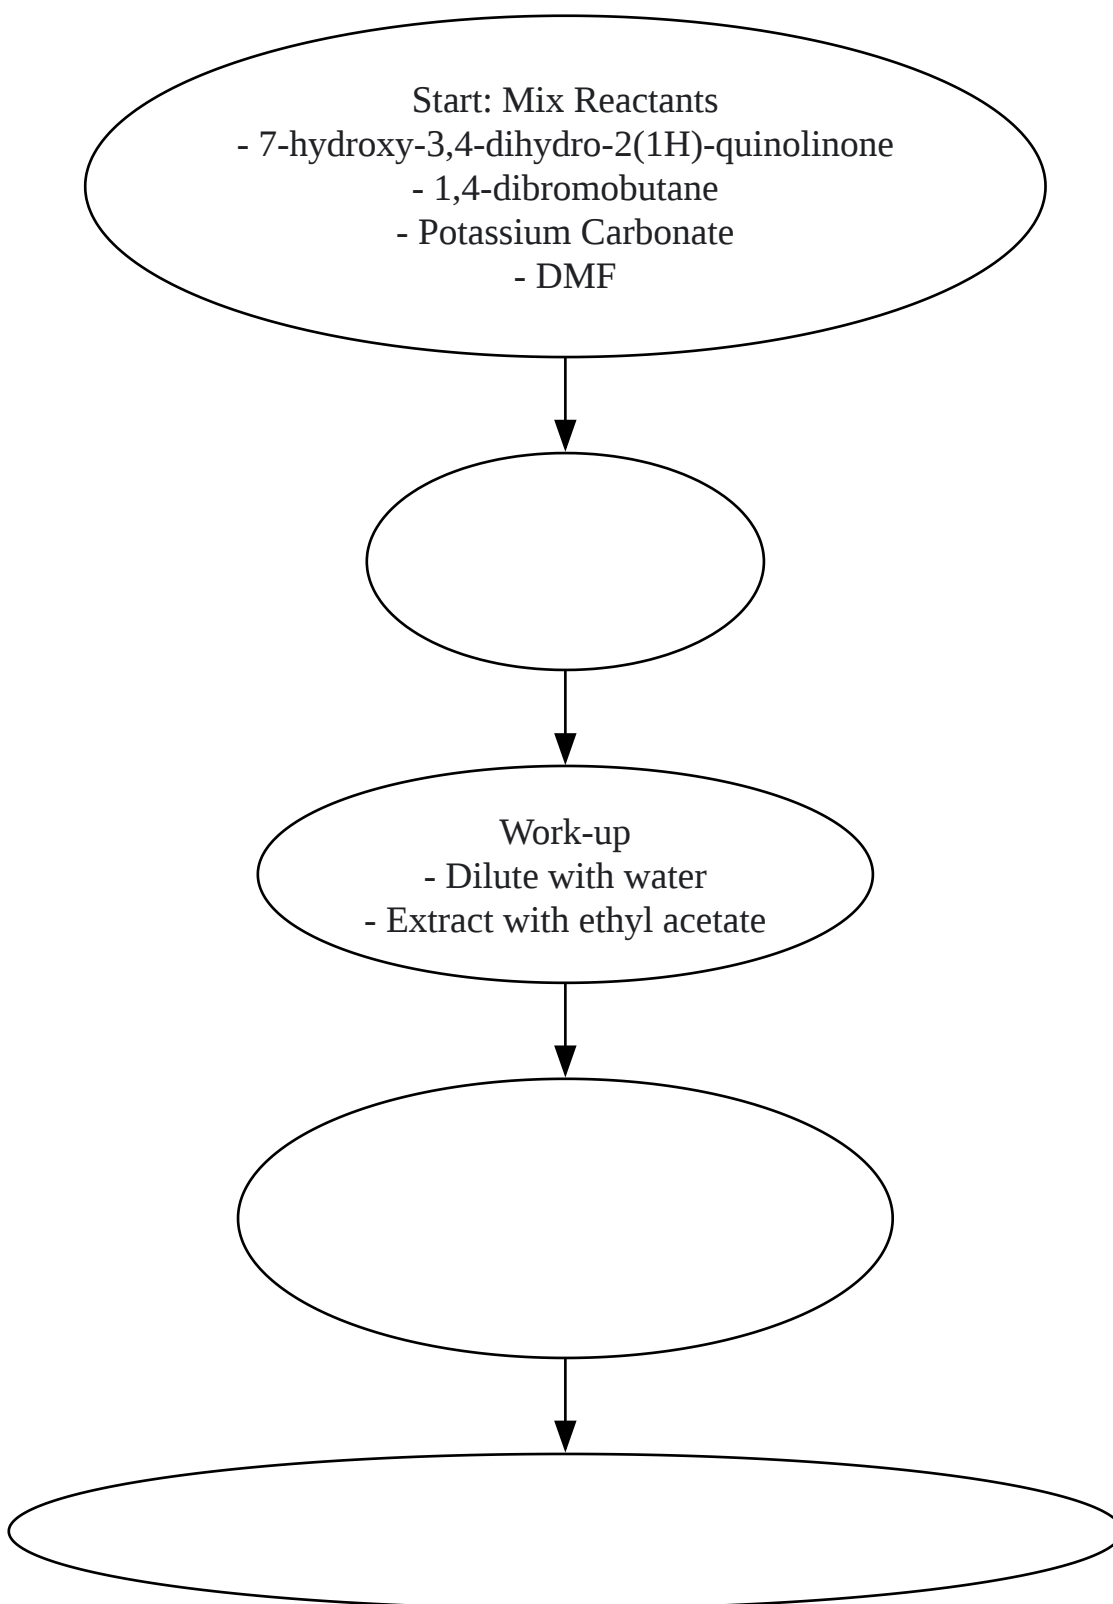 Start: Mix Reactants
- 7-hydroxy-3,4-dihydro-2(1H)-quinolinone
- 1,4-dibromobutane
- Potassium Carbonate
- DMF
Work-up
- Dilute with water
- Extract with ethyl acetate